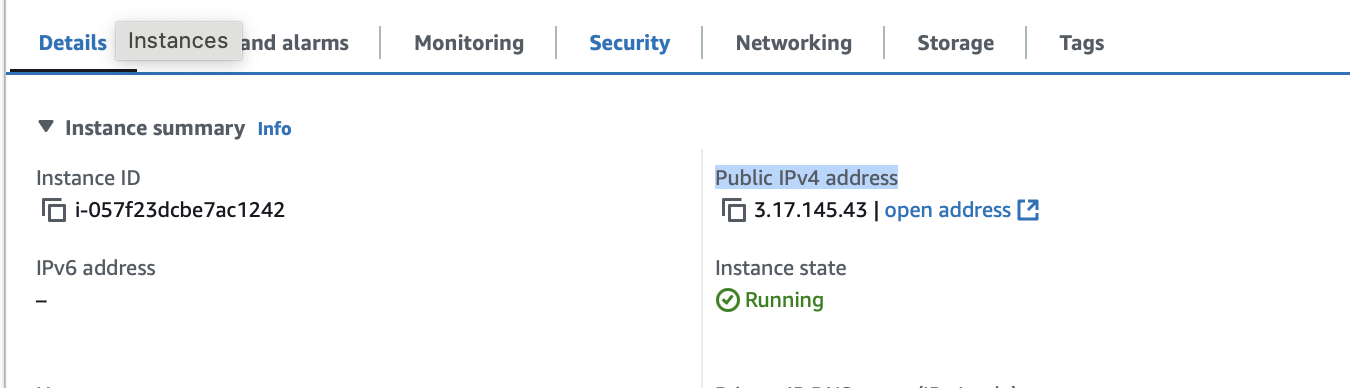 Details Instances and alarms Monitoring Security Networking Storage Tags
Instance summary Info
Instance ID
i-057f23dcbe7ac1242
Public IPv4 address
3.17.145.43 | open address
IPv6 address
–
Instance state
Running